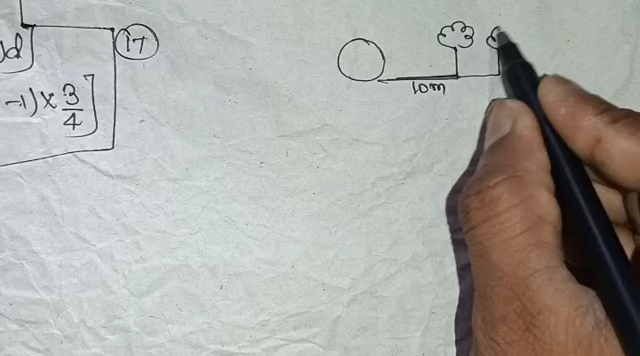 17
)d
-1) × 3/4]
10m